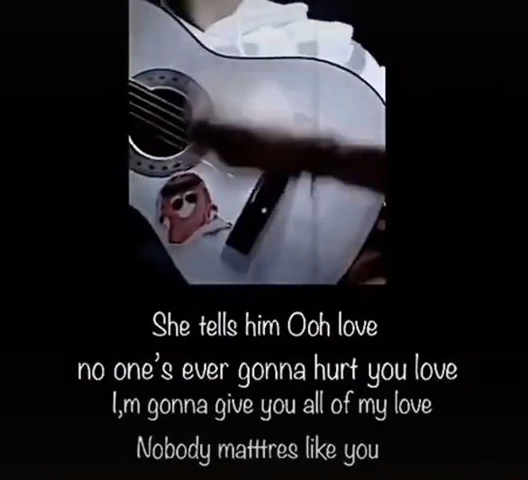 She tells him Ooh love
no one's ever gonna hurt you love
I,m gonna give you all of my love
Nobody matttres like you